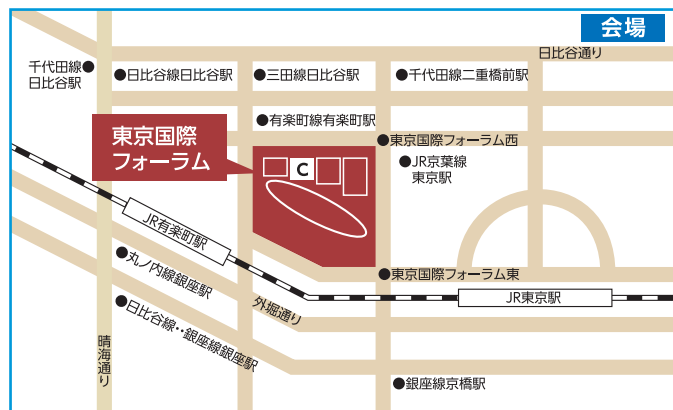 会場
日比谷通り
千代田線
日比谷駅
日比谷線日比谷駅
三田線日比谷駅
千代田線二重橋前駅
有楽町線有楽町駅
東京国際
フォーラム
東京国際フォーラム西
C
JR京葉線
東京駅
JR有楽町駅
丸ノ内線銀座駅
東京国際フォーラム東
外堀通り
JR東京駅
日比谷線・・銀座線銀座駅
晴海通り
銀座線京橋駅